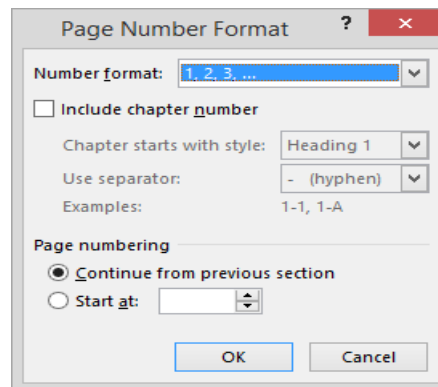 Page Number Format ? ×
Number format: 1, 2, 3, ...
Include chapter number
Chapter starts with style: Heading 1
Use separator: - (hyphen)
Examples: 1-1, 1-A
Page numbering
Continue from previous section
Start at:
OK Cancel